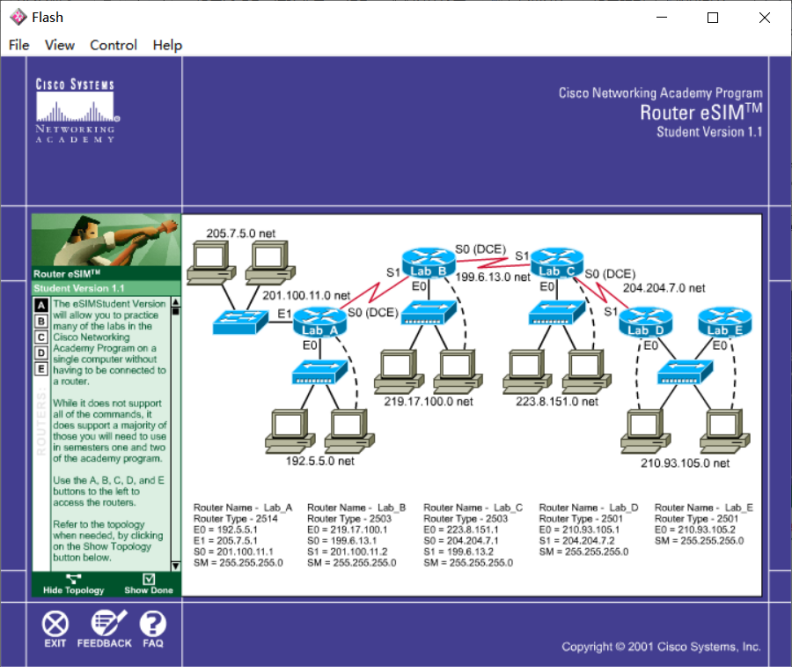 Flash
File View Control Help
CISCO SYSTEMS
NETWORKING
ACADEMY
Cisco Networking Academy Program
Router eSIM™
Student Version 1.1
Router eSIM™
Student Version 1.1
ROUTERS:
A
B
C
D
E
The eSIMStudent Version
will allow you to practice
many of the labs in the
Cisco Networking
Academy Program on a
single computer without
having to be connected to
a router.
While it does not support
all of the commands, it
does support a majority of
those you will need to use
in semesters one and two
of the academy program.
Use the A, B, C, D, and E
buttons to the left to
access the routers.
Refer to the topology
when needed, by clicking
on the Show Topology
button below.
Hide Topology
Show Done
205.7.5.0 net
201.100.11.0 net
E1
Lab_A
S0 (DCE)
E0
192.5.5.0 net
S1
Lab_B
S0 (DCE)
E0
199.6.13.0 net
219.17.100.0 net
S1
Lab_C
S0 (DCE)
E0
204.204.7.0 net
223.8.151.0 net
S1
Lab_D
E0
Lab_E
E0
210.93.105.0 net
Router Name - Lab_A
Router Type - 2514
E0 = 192.5.5.1
E1 = 205.7.5.1
S0 = 201.100.11.1
SM = 255.255.255.0
Router Name - Lab_B
Router Type - 2503
E0 = 219.17.100.1
S0 = 199.6.13.1
S1 = 201.100.11.2
SM = 255.255.255.0
Router Name - Lab_C
Router Type - 2503
E0 = 223.8.151.1
S0 = 204.204.7.1
S1 = 199.6.13.2
SM = 255.255.255.0
Router Name - Lab_D
Router Type - 2501
E0 = 210.93.105.1
S1 = 204.204.7.2
SM = 255.255.255.0
Router Name - Lab_E
Router Type - 2501
E0 = 210.93.105.2
SM = 255.255.255.0
EXIT
FEEDBACK
FAQ
Copyright © 2001 Cisco Systems, Inc.